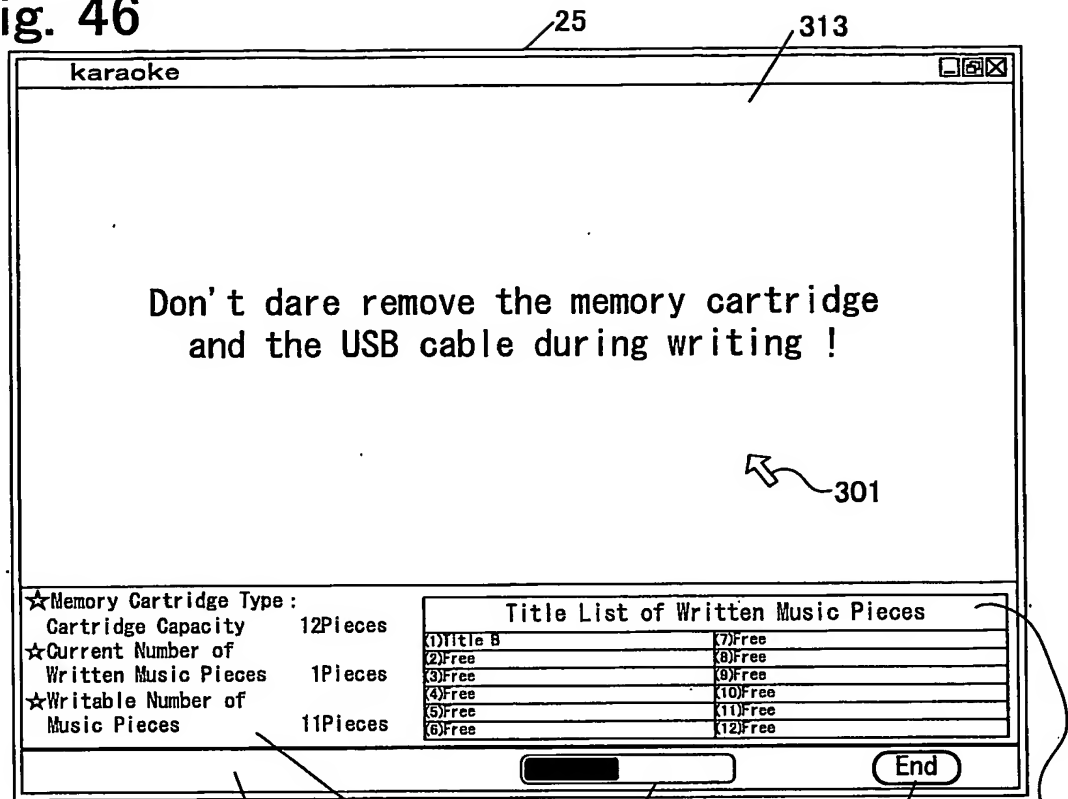 ig. 46
25
313
karaoke
Don't dare remove the memory cartridge
and the USB cable during writing !
301
☆Memory Cartridge Type:
Cartridge Capacity 12Pieces
☆Current Number of
Written Music Pieces 1Pieces
☆Writable Number of
Music Pieces 11Pieces
Title List of Written Music Pieces
(1)Title B (7)Free
(2)Free (8)Free
(3)Free (9)Free
(4)Free (10)Free
(5)Free (11)Free
(6)Free (12)Free
End